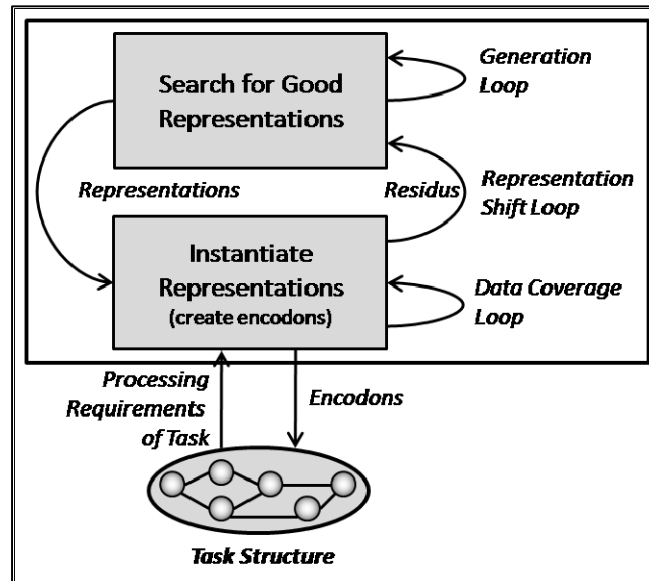 Search for Good
Representations
Generation
Loop
Representations
Residus
Representation
Shift Loop
Instantiate
Representations
(create encodons)
Data Coverage
Loop
Processing
Requirements
of Task
Encodons
Task Structure